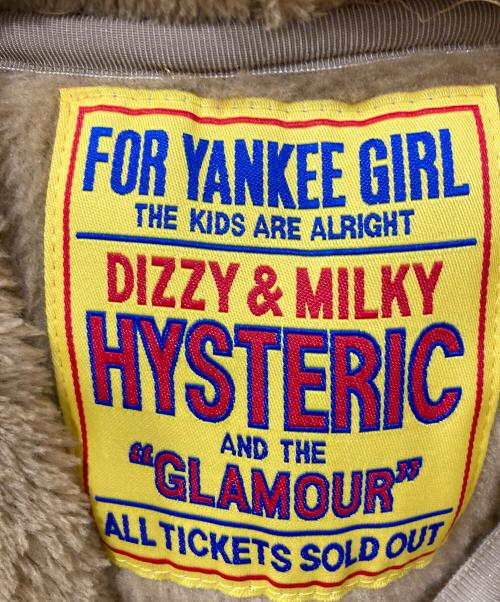 FOR YANKEE GIRL
THE KIDS ARE ALRIGHT
DIZZY & MILKY
HYSTERIC
AND THE
“GLAMOUR”
ALL TICKETS SOLD OUT